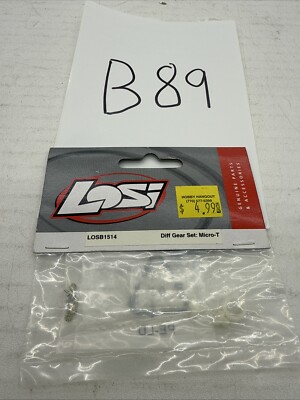 B89
LOSi
GENUINE PARTS
& ACCESSORIES
HOBBY HANGOUT
$ 4.99
LOSB1514
Diff Gear Set: Micro-T